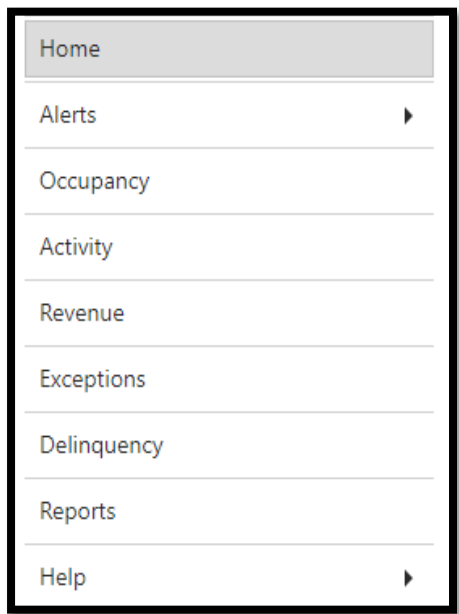 Home
Alerts
Occupancy
Activity
Revenue
Exceptions
Delinquency
Reports
Help